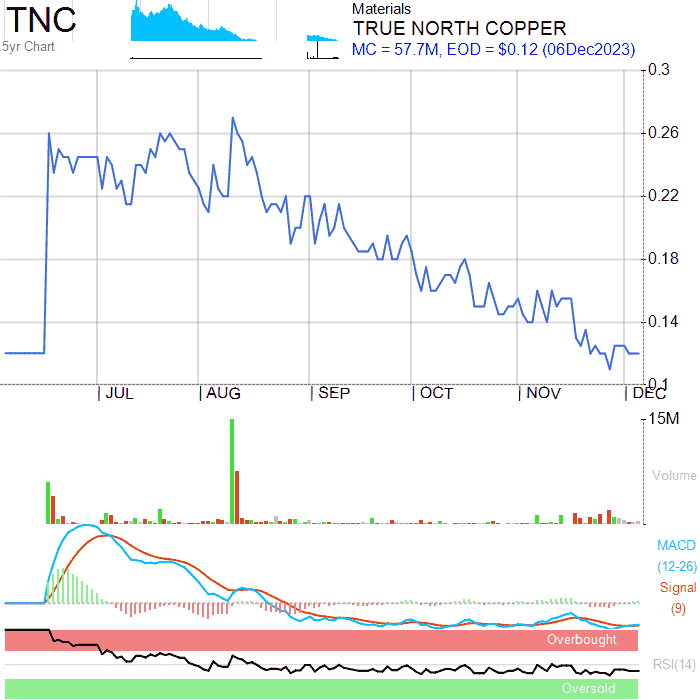 TNC
5yr Chart
Materials
TRUE NORTH COPPER
MC = 57.7M, EOD = $0.12 (06Dec2023)
0.3
0.26
0.22
0.18
0.14
0.1
JUL AUG SEP OCT NOV DEC
15M
Volume
MACD
(12-26)
Signal
(9)
Overbought
RSI(14)
Oversold